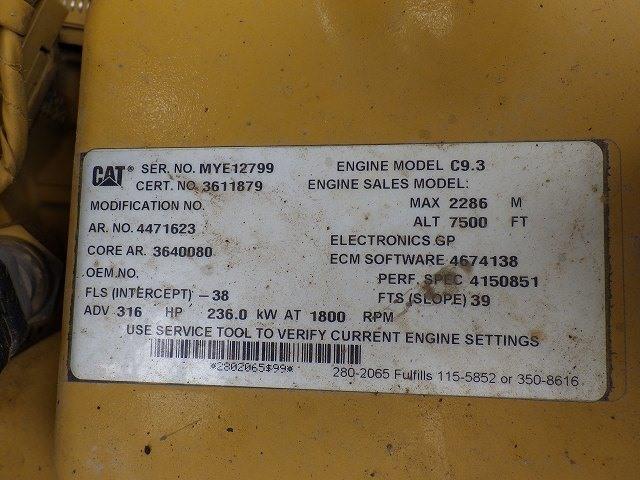 CAT® SER. NO. MYE12799 ENGINE MODEL C9.3
CERT. NO. 3611879 ENGINE SALES MODEL:
MODIFICATION NO. MAX 2286 M
AR. NO. 4471623 ALT 7500 FT
ELECTRONICS GP
CORE AR. 3640080 ECM SOFTWARE 4674138
OEM.NO. PERF. SPEC 4150851
FLS (INTERCEPT) -38 FTS (SLOPE) 39
ADV 316 HP 236.0 kW AT 1800 RPM
USE SERVICE TOOL TO VERIFY CURRENT ENGINE SETTINGS
*2802065$99* 280-2065 Fulfills 115-5852 or 350-8616